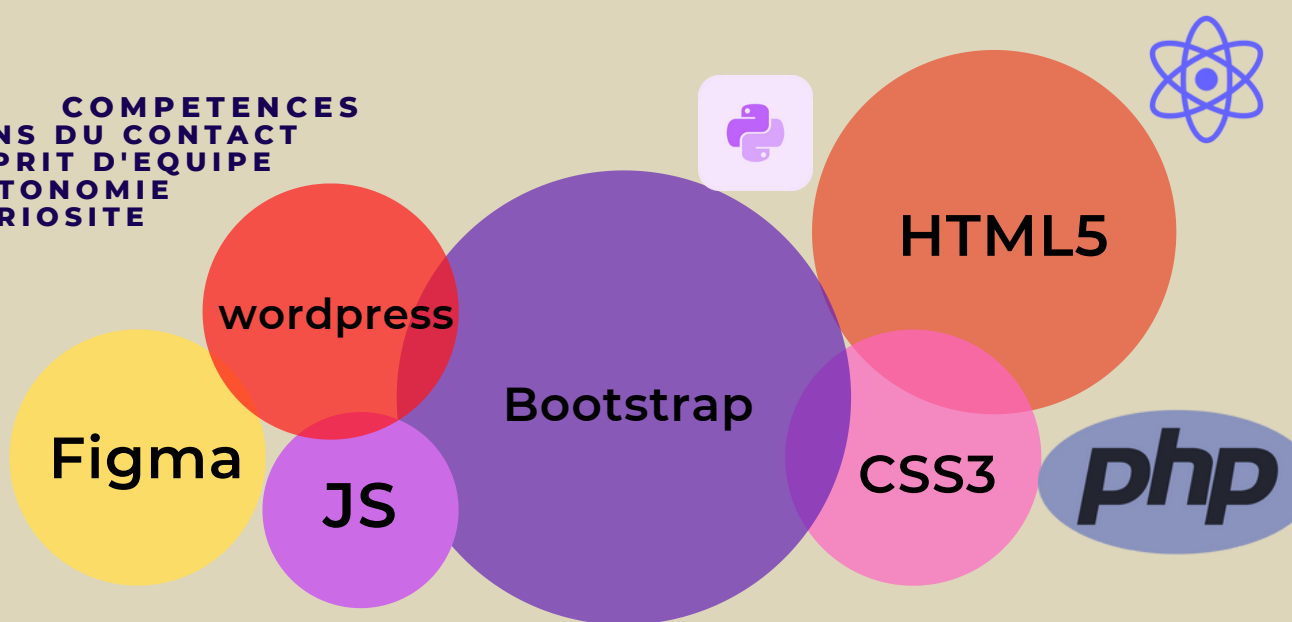 COMPETENCES
NS DU CONTACT
PRIT D'EQUIPE
TONOMIE
RIOSITE
HTML5
wordpress
Bootstrap
Figma
CSS3
JS
php